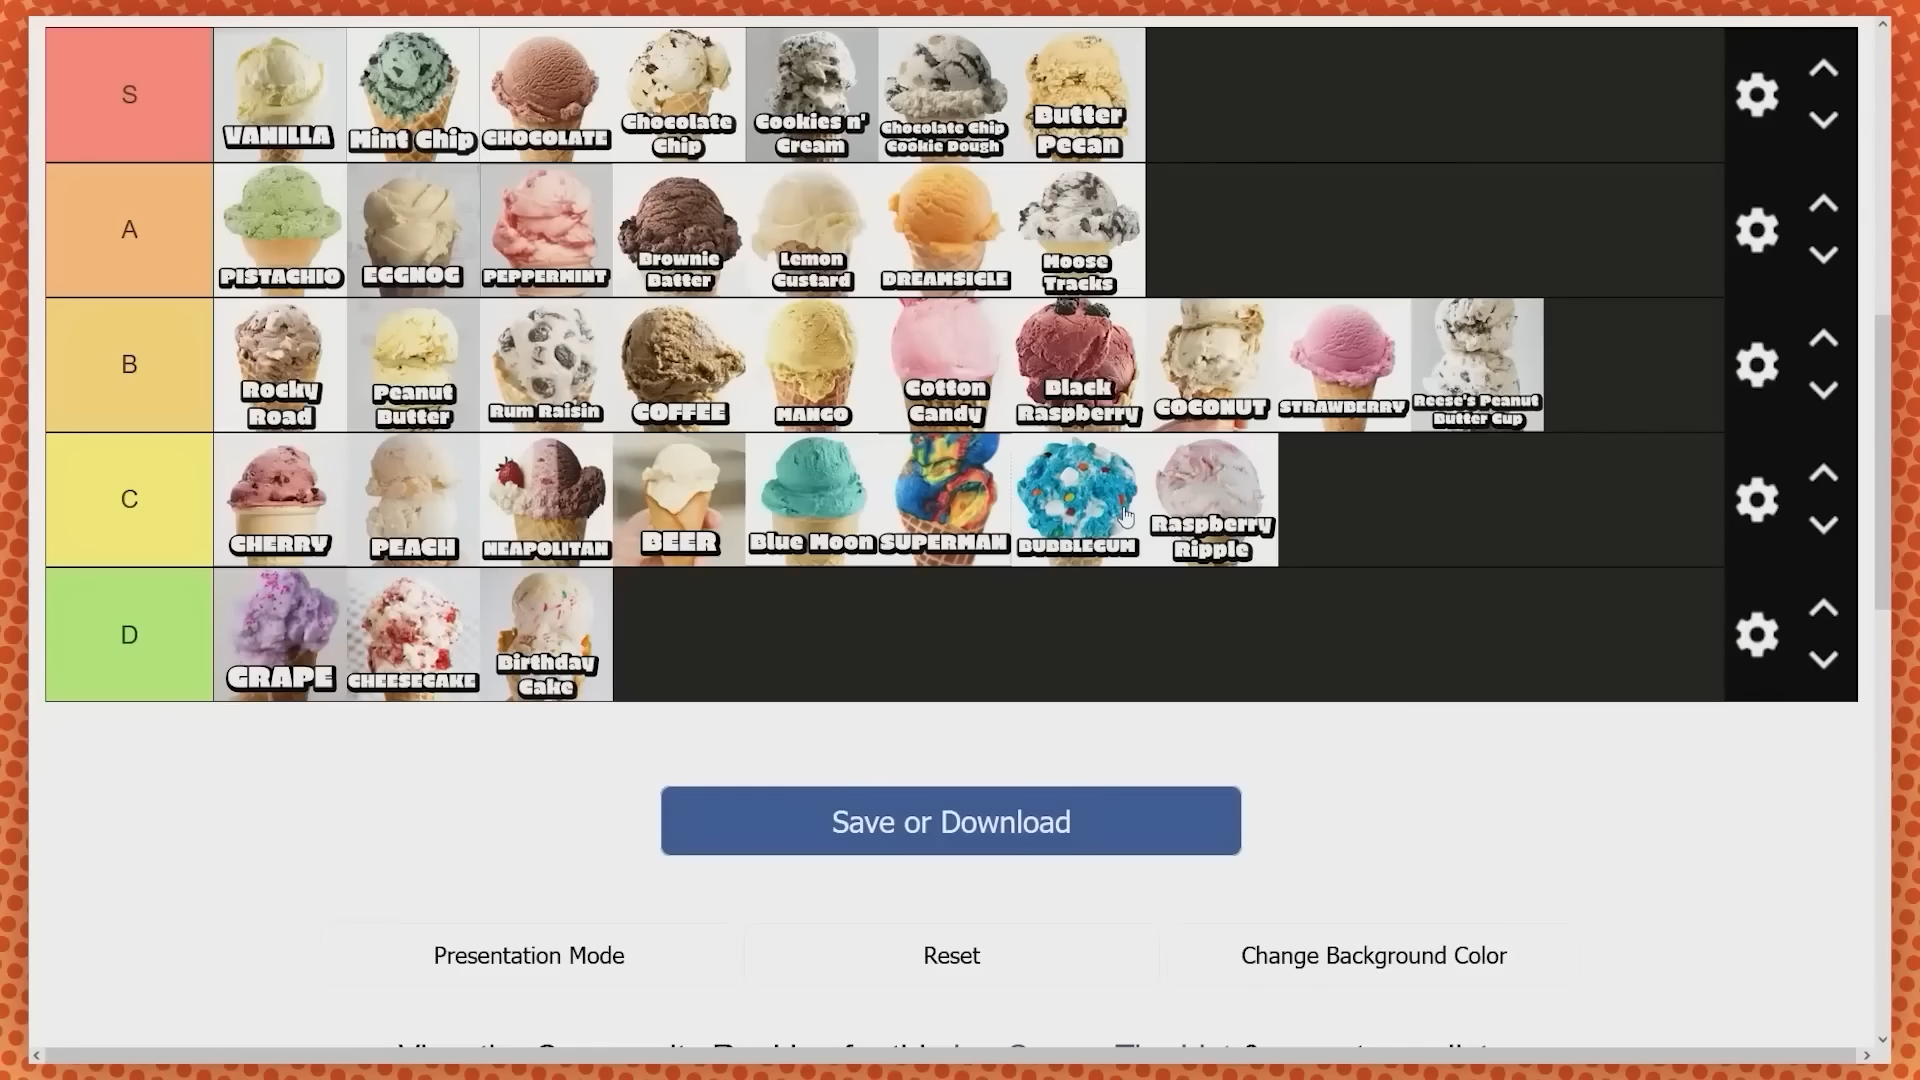 S
VANILLA
Mint Chip
CHOCOLATE
Chocolate
Chip
Cookies n'
Cream
Chocolate Chip
Cookie Dough
Butter
Pecan
A
PISTACHIO
EGGNOG
PEPPERMINT
Brownie
Batter
Lemon
Custard
DREAMSICLE
Moose
Tracks
B
Rocky
Road
Peanut
Butter
Rum Raisin
COFFEE
MANGO
Cotton
Candy
Black
Raspberry
COCONUT
STRAWBERRY
Reese's Peanut
Butter Cup
C
CHERRY
PEACH
NEAPOLITAN
BEER
Blue Moon
SUPERMAN
BUBBLEGUM
Raspberry
Ripple
D
GRAPE
CHEESECAKE
Birthday
Cake
Save or Download
Presentation Mode
Reset
Change Background Color